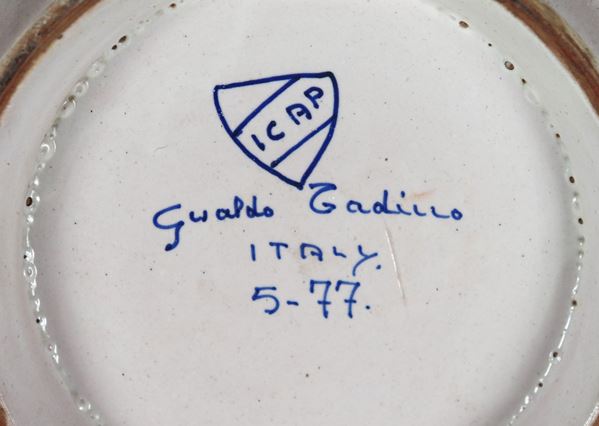 ICAP
Gualdo Tadino
ITALY.
5-77.